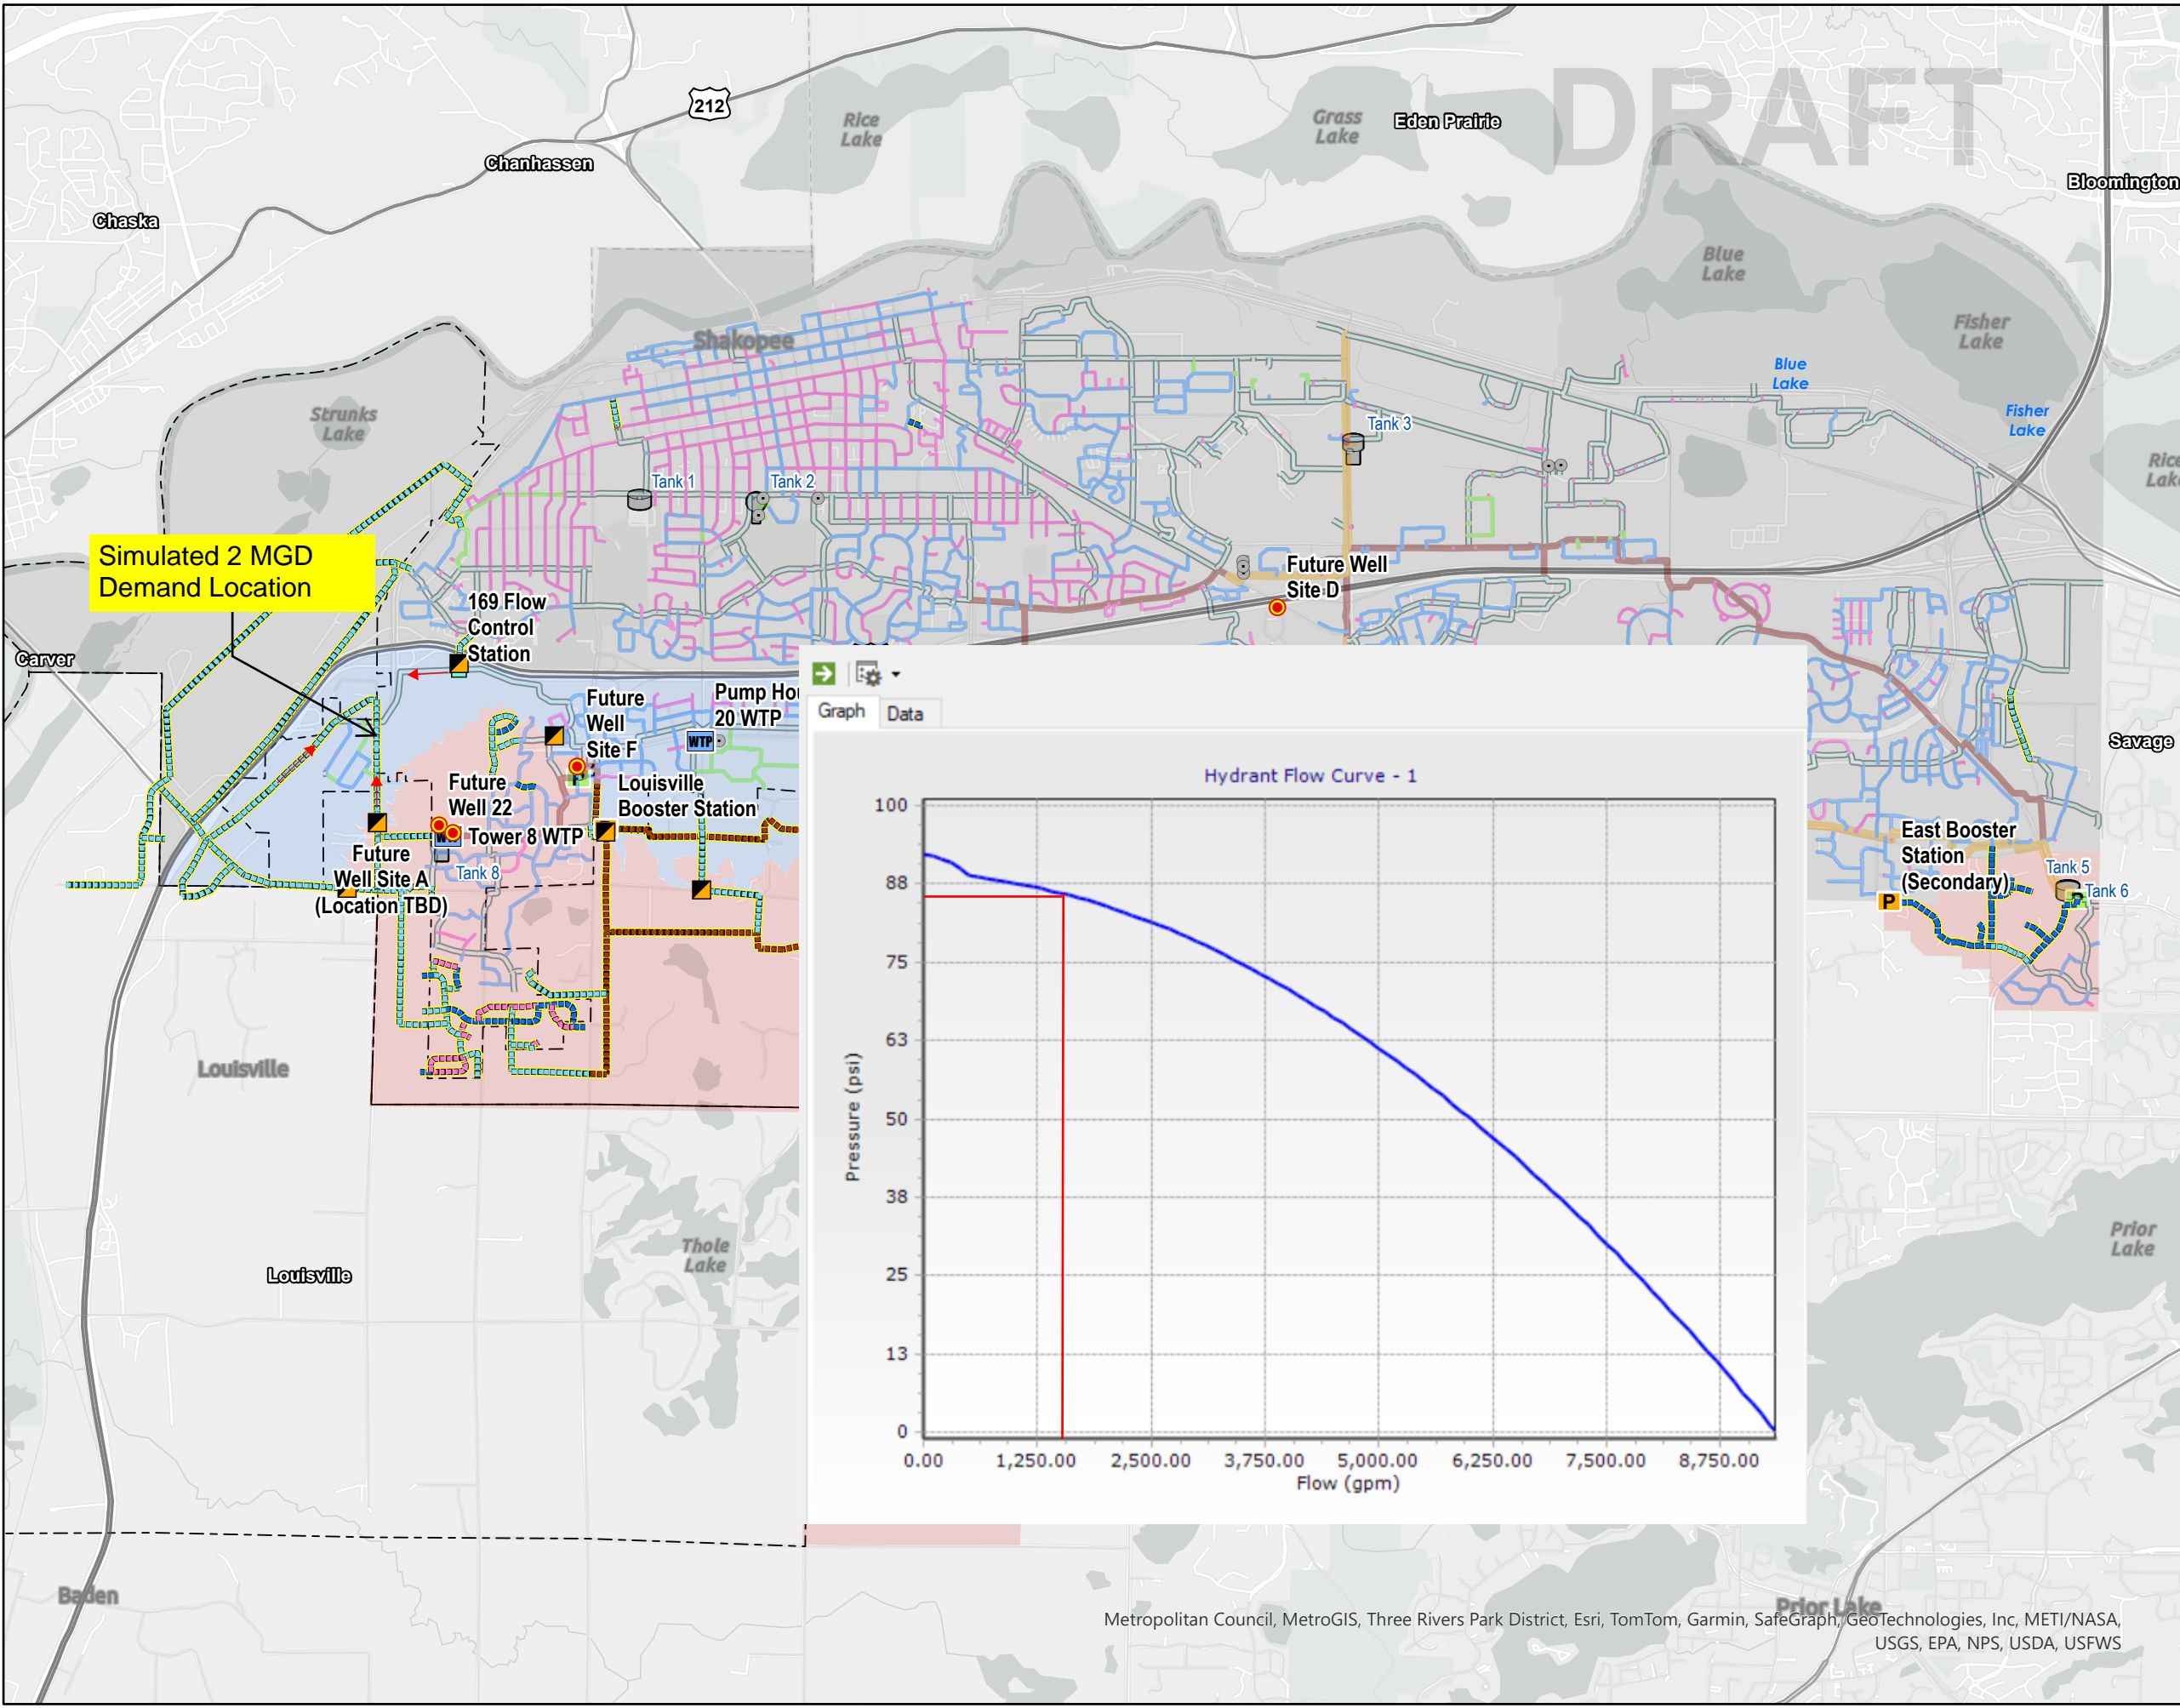 DRAFT
212
Rice
Lake
Grass
Lake
Eden Prairie
Chanhassen
Bloomington
Chaska
Blue
Lake
Fisher
Lake
Shakopee
Blue
Lake
Fisher
Lake
Strunks
Lake
Tank 3
Rice
Tank 1
Tank 2
Simulated 2 MGD
Demand Location
Future Well
Site D
169 Flow
Control
Station
Carver
Future
Well
Site F
Pump
20 WTP
WTP
Savage
Future
Well 22
Louisville
Booster Station
Tower 8 WTP
Future
Well Site A
(Location TBD)
Tank 8
East Booster
Station
(Secondary)
P
Tank 5
Tank 6
Louisville
Louisville
Thole
Lake
Prior
Lake
Baden
Prior Lake
Graph
Data
Hydrant Flow Curve - 1
Pressure (psi)
100
88
75
63
50
38
25
13
0
0.00 1,250.00 2,500.00 3,750.00 5,000.00 6,250.00 7,500.00 8,750.00
Flow (gpm)
Metropolitan Council, MetroGIS, Three Rivers Park District, Esri, TomTom, Garmin, SafeGraph, GeoTechnologies, Inc, METI/NASA,
USGS, EPA, NPS, USDA, USFWS